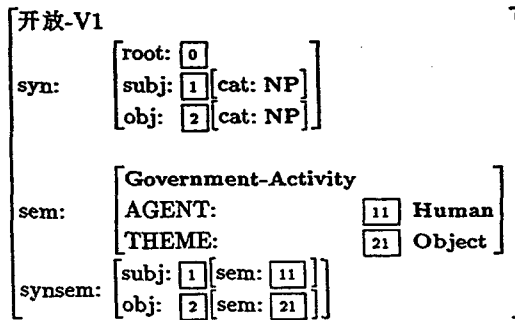 开放-V1
root: 0
syn: subj: 1 [cat: NP]
obj: 2 [cat: NP]
Government-Activity
sem: AGENT: 11 Human
THEME: 21 Object
subj: 1 [sem: 11 ]
synsem:
obj: 2 [sem: 21 ]